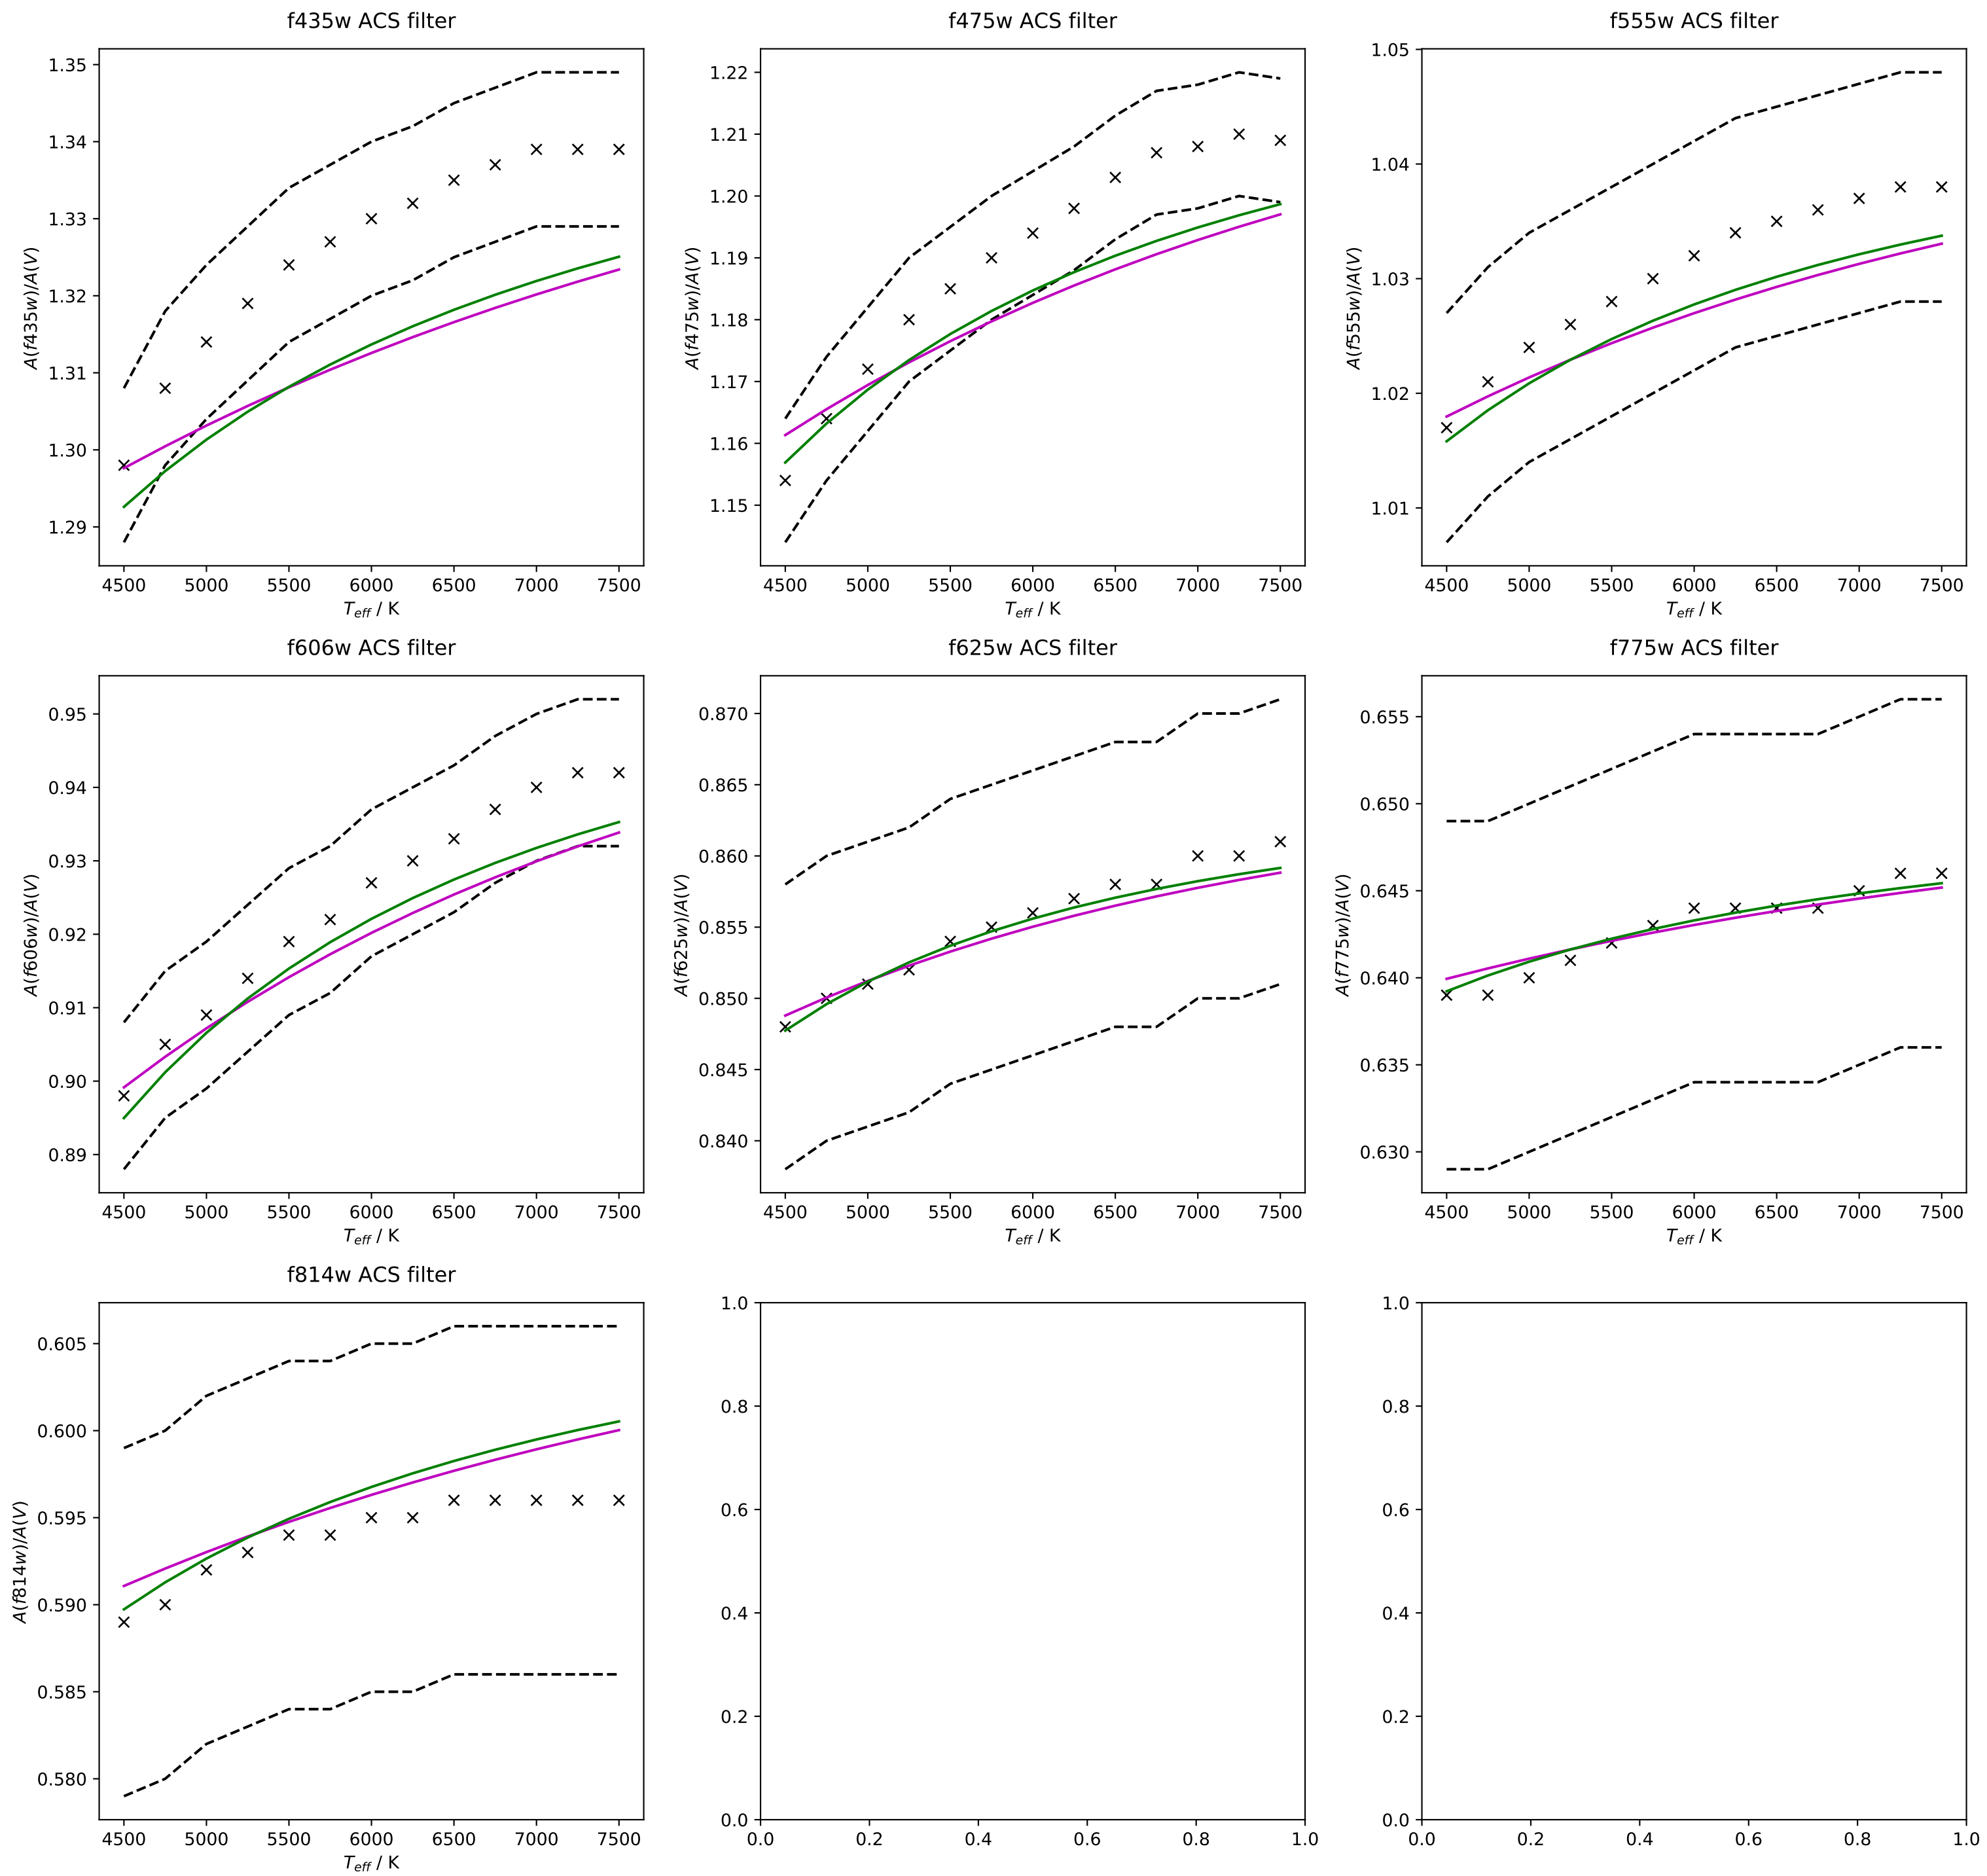 f435w ACS filter
1.35
1.34
1.33
1.32
1.31
1.30
1.29
A(f435w)/A(V)
4500 5000 5500 6000 6500 7000 7500
T_eff / K
f475w ACS filter
1.22
1.21
1.20
1.19
1.18
1.17
1.16
1.15
A(f475w)/A(V)
4500 5000 5500 6000 6500 7000 7500
T_eff / K
f555w ACS filter
1.05
1.04
1.03
1.02
1.01
A(f555w)/A(V)
4500 5000 5500 6000 6500 7000 7500
T_eff / K
f606w ACS filter
0.95
0.94
0.93
0.92
0.91
0.90
0.89
A(f606w)/A(V)
4500 5000 5500 6000 6500 7000 7500
T_eff / K
f625w ACS filter
0.870
0.865
0.860
0.855
0.850
0.845
0.840
A(f625w)/A(V)
4500 5000 5500 6000 6500 7000 7500
T_eff / K
f775w ACS filter
0.655
0.650
0.645
0.640
0.635
0.630
A(f775w)/A(V)
4500 5000 5500 6000 6500 7000 7500
T_eff / K
f814w ACS filter
0.605
0.600
0.595
0.590
0.585
0.580
A(f814w)/A(V)
4500 5000 5500 6000 6500 7000 7500
T_eff / K
1.0
0.8
0.6
0.4
0.2
0.0
0.0 0.2 0.4 0.6 0.8 1.0
1.0
0.8
0.6
0.4
0.2
0.0
0.0 0.2 0.4 0.6 0.8 1.0